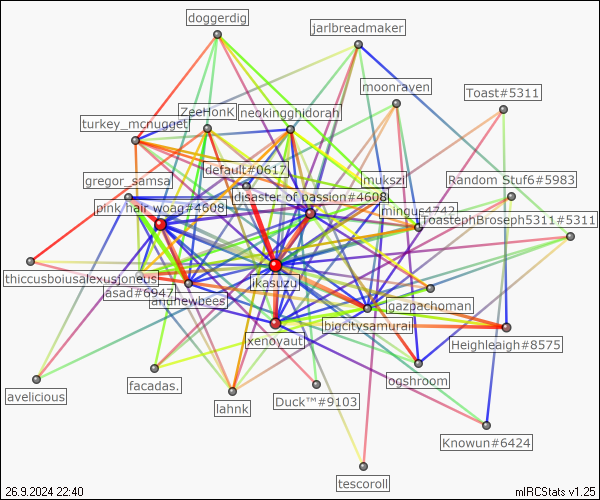 doggerdig
jarlbreadmaker
moonraven
Toast#5311
ZeeHonK
neokingghidorah
turkey_mcnugget
default#0617
mukszi
Random Stuf6#5983
gregor_samsa
disaster of passion#4608
pink hair woag#4608
mingus4742
ToastephBroseph5311#5311
thiccusboiusalexusjoneus
ikasuzu
asad#6947
andnewbees
gazpachoman
bigcitysamurai
xenoyaut
Heighleigh#8575
ogshroom
facadas.
avelicious
lahnk
Duck™#9103
Knowun#6424
tescoroll
26.9.2024 22:40
mIRCStats v1.25